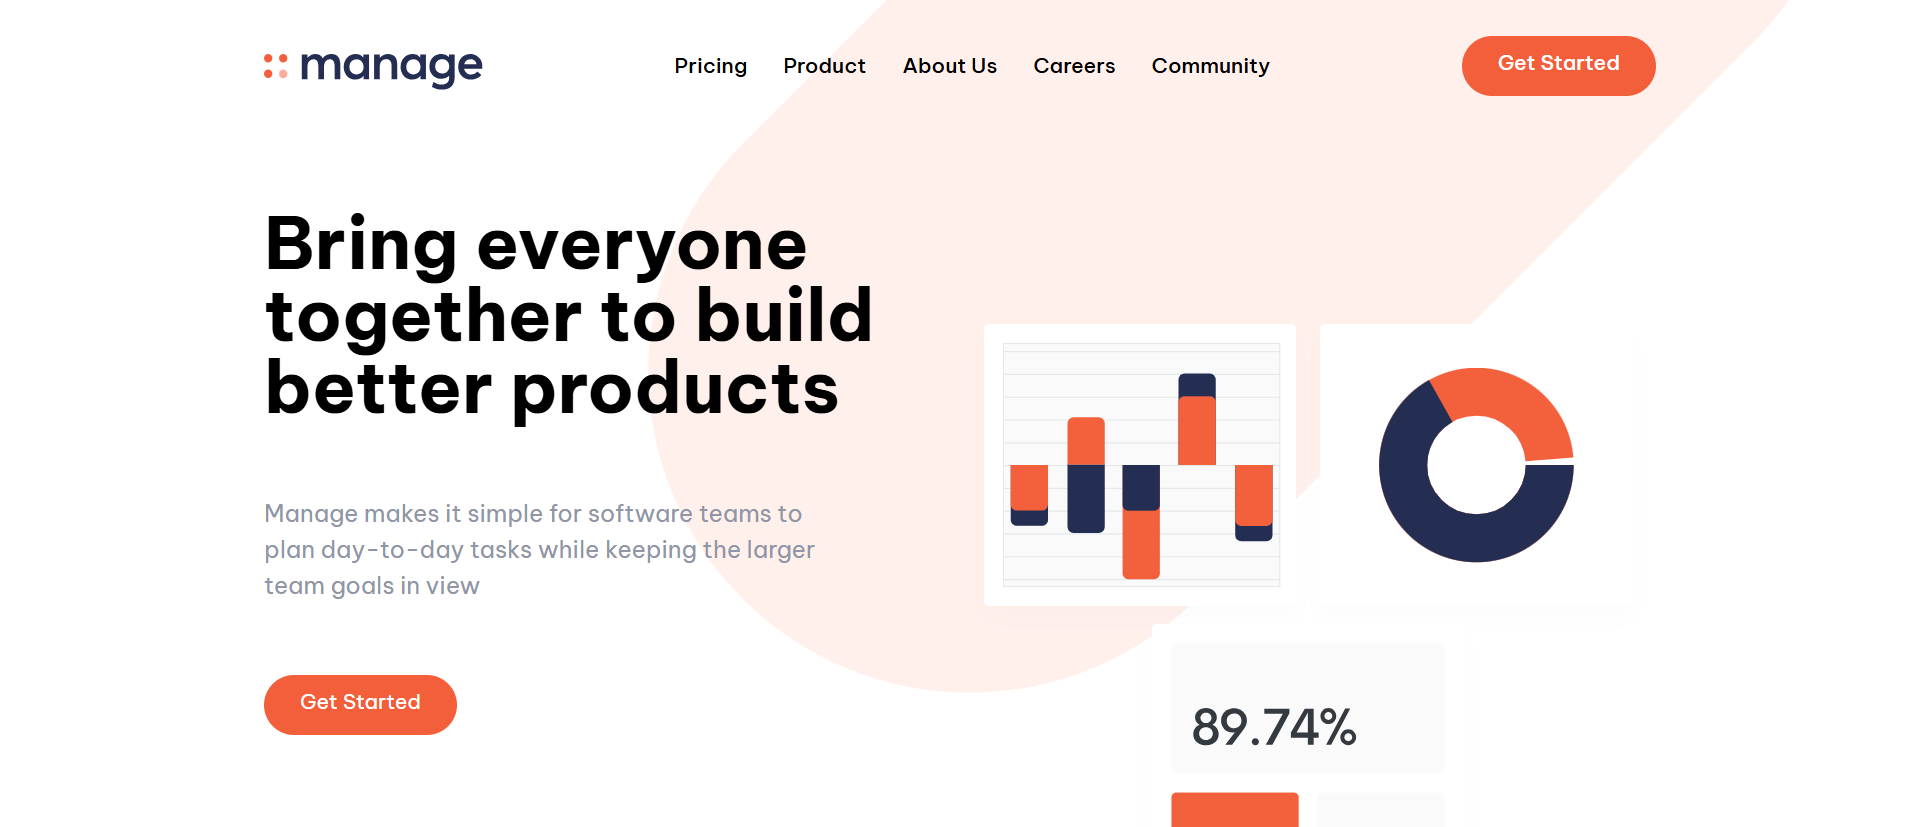 manage
Pricing
Product
About Us
Careers
Community
Get Started
Bring everyone
together to build
better products
Manage makes it simple for software teams to
plan day-to-day tasks while keeping the larger
team goals in view
Get Started
89.74%